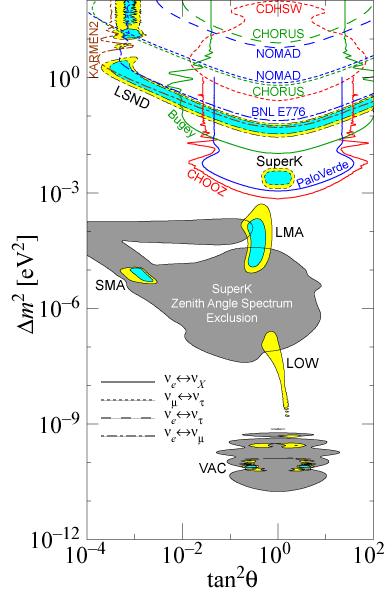 CDHSW
KARMEN2
CHORUS
NOMAD
NOMAD
CHORUS
10⁰
LSND
BNL E776
Bugey
SuperK
CHOOZ
PaloVerde
10⁻³
Δm² [eV²]
LMA
SMA
SuperK
Zenith Angle Spectrum
Exclusion
10⁻⁶
LOW
νₑ↔νX
νμ↔ντ
10⁻⁹
νₑ↔ντ
νₑ↔νμ
VAC
10⁻¹²
10⁻⁴ 10⁻² 10⁰ 10²
tan²θ